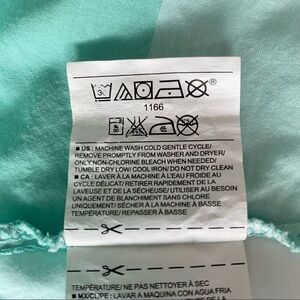 ®
1166
■ US : MACHINE WASH COLD GENTLE CYCLE/
REMOVE PROMPTLY FROM WASHER AND DRYER/
ONLY NON-CHLORINE BLEACH WHEN NEEDED/
TUMBLE DRY LOW/ COOL IRON/ DO NOT DRY CLEAN
■ CA : LAVER À LA MACHINE À L'EAU FROIDE AU
CYCLE DÉLICAT/ RETIRER RAPIDEMENT DE LA
LAVEUSE ET DE LA SÉCHEUSE/ AU BESOIN UTILISER
UN AGENT DE BLANCHIMENT SANS CHLORE
UNIQUEMENT/ SÉCHER À LA MACHINE À BASSE
TEMPÉRATURE/ REPASSER À BASSE
TEMPÉRATURE/ NE PAS NETTOYER À SEC
■ MX/CL/PE : LAVAR A MAQUINA CON AGUA FRIA